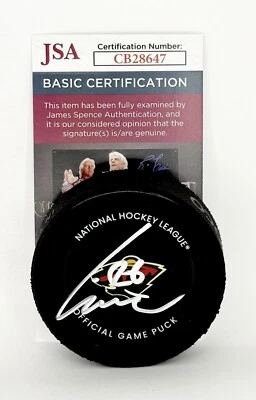 JSA
Certification Number:
CB28647
BASIC CERTIFICATION
This item has been fully examined by
James Spence Authentication, and
it is our considered opinion that the
signature(s) is/are genuine.
NATIONAL HOCKEY LEAGUE®
26
OFFICIAL GAME PUCK